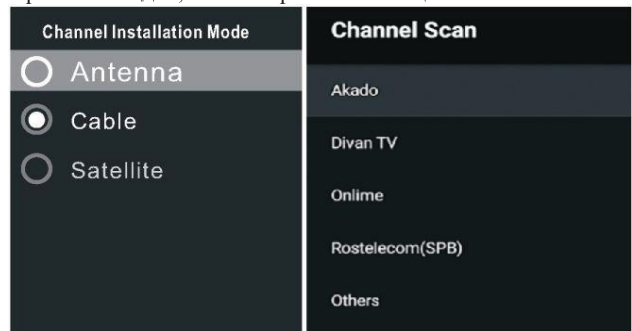 Channel Installation Mode
Antenna
Cable
Satellite
Channel Scan
Akado
Divan TV
Onlime
Rostelecom(SPB)
Others